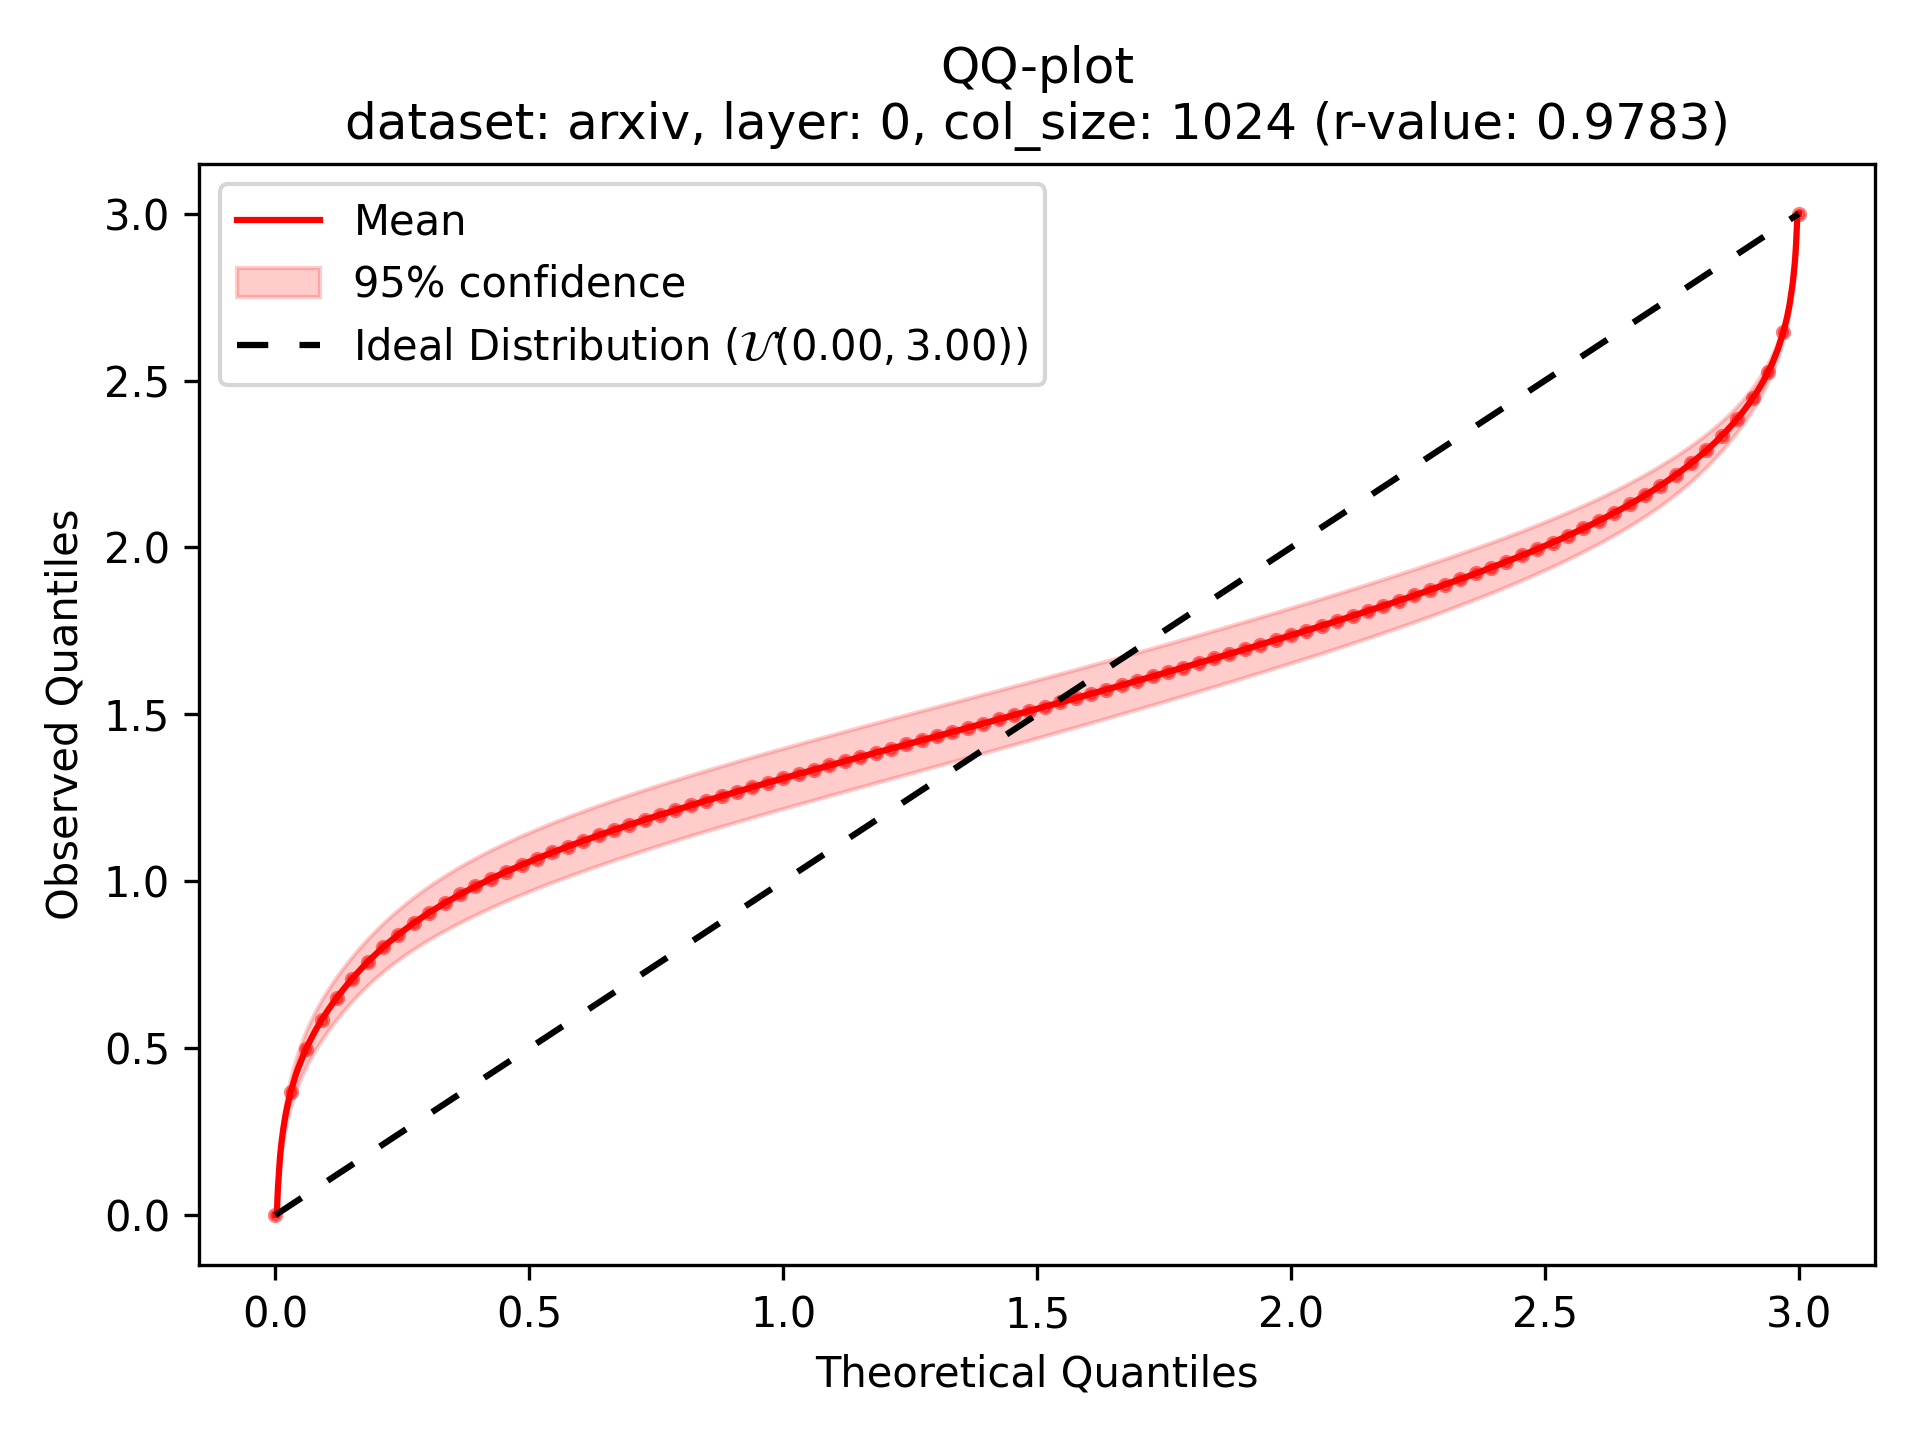 QQ-plot
dataset: arxiv, layer: 0, col_size: 1024 (r-value: 0.9783)
Mean
95% confidence
Ideal Distribution (𝒰(0.00, 3.00))
3.0
2.5
2.0
1.5
1.0
0.5
0.0
Observed Quantiles
0.0 0.5 1.0 1.5 2.0 2.5 3.0
Theoretical Quantiles